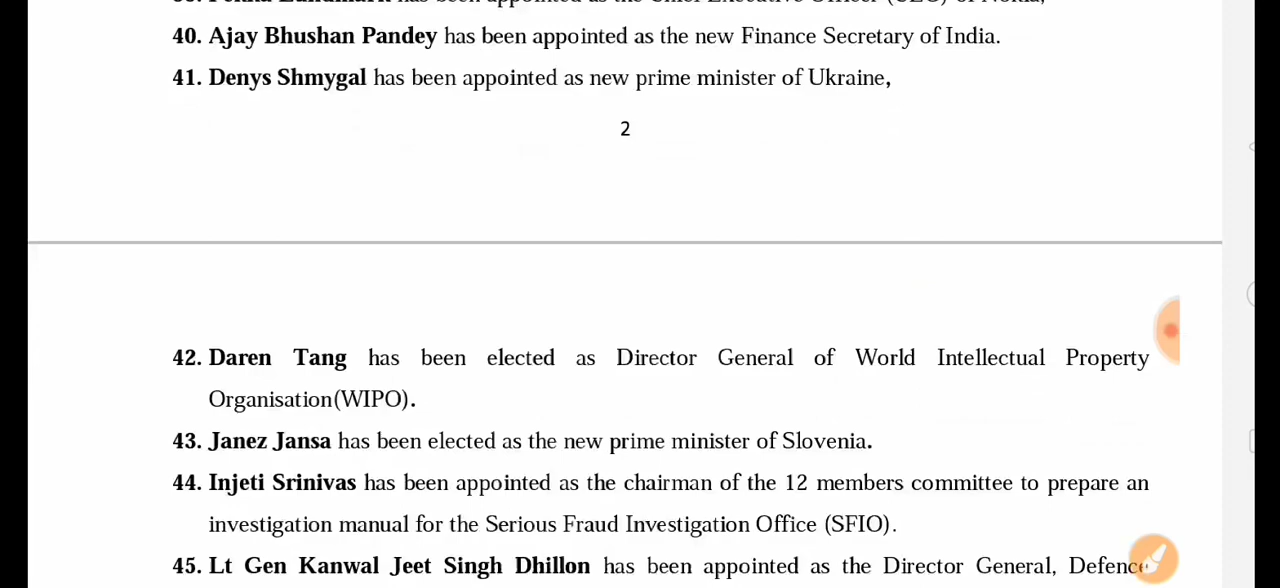 40. Ajay Bhushan Pandey has been appointed as the new Finance Secretary of India.
41. Denys Shmygal has been appointed as new prime minister of Ukraine,
2
42. Daren Tang has been elected as Director General of World Intellectual Property
Organisation(WIPO).
43. Janez Jansa has been elected as the new prime minister of Slovenia.
44. Injeti Srinivas has been appointed as the chairman of the 12 members committee to prepare an
investigation manual for the Serious Fraud Investigation Office (SFIO).
45. Lt Gen Kanwal Jeet Singh Dhillon has been appointed as the Director General, Defence